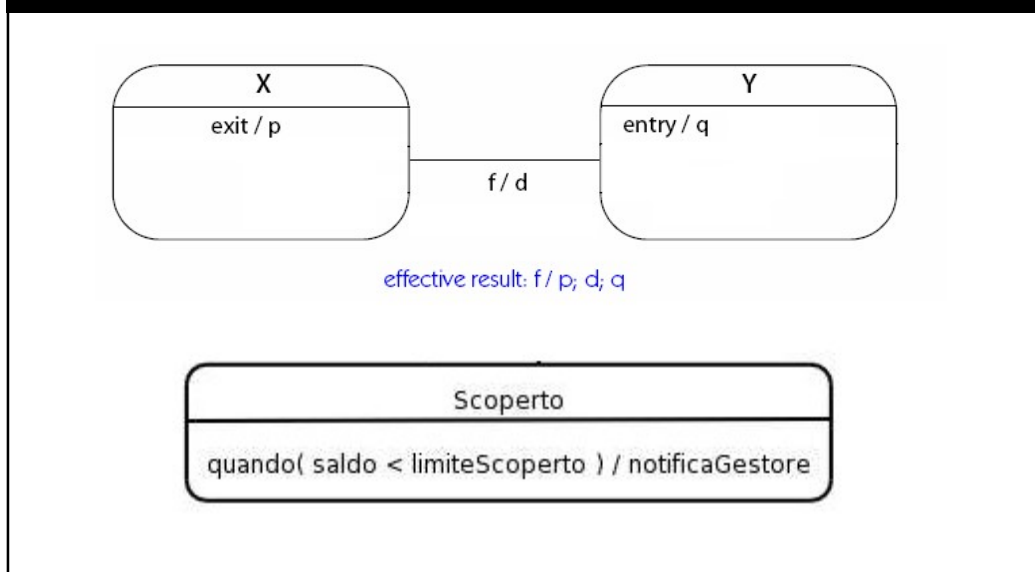 X
exit / p
f / d
Y
entry / q
effective result: f / p; d; q
Scoperto
quando( saldo < limiteScoperto ) / notificaGestore